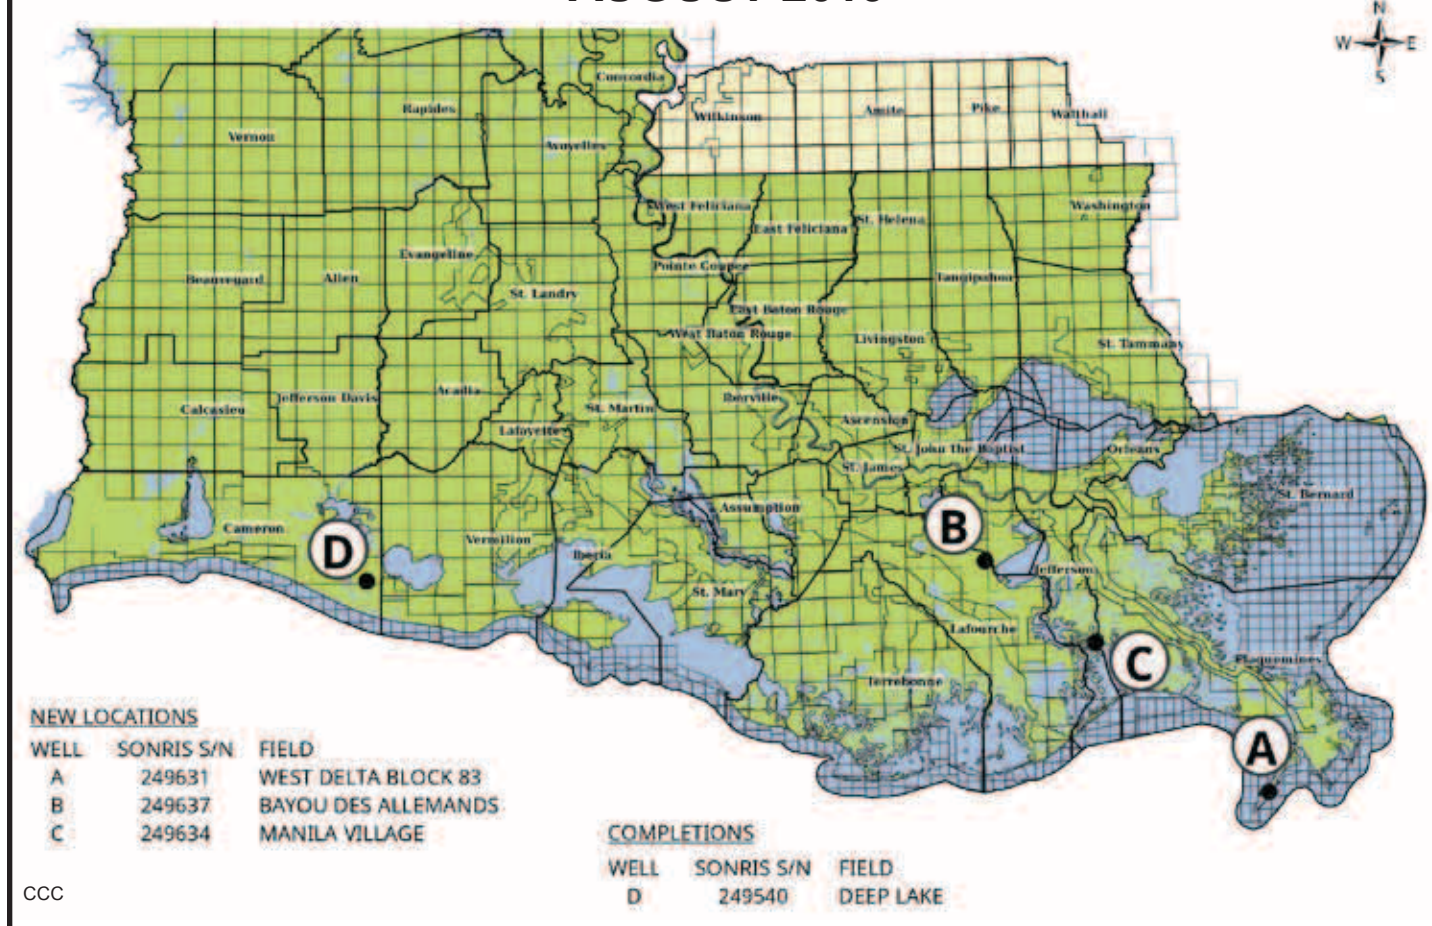 N
W E
S
Concordia
Rapides
Vernon
Avoyelles
Wilkinson
Amite
Pike
Walthall
West Feliciana
East Feliciana
St. Helena
Washington
Evangeline
Beauregard
Allen
St. Landry
Pointe Coupee
Tangipahoa
East Baton Rouge
West Baton Rouge
Livingston
St. Tammany
Calcasieu
Jefferson Davis
Acadia
St. Martin
Iberville
Lafayette
Ascension
St. John the Baptist
Orleans
St. James
St. Bernard
Assumption
Cameron
Vermilion
Iberia
St. Mary
Jefferson
Lafourche
Terrebonne
Plaquemines
D
B
C
A
NEW LOCATIONS
WELL SONRIS S/N FIELD
A 249631 WEST DELTA BLOCK 83
B 249637 BAYOU DES ALLEMANDS
C 249634 MANILA VILLAGE
COMPLETIONS
WELL SONRIS S/N FIELD
D 249540 DEEP LAKE
CCC